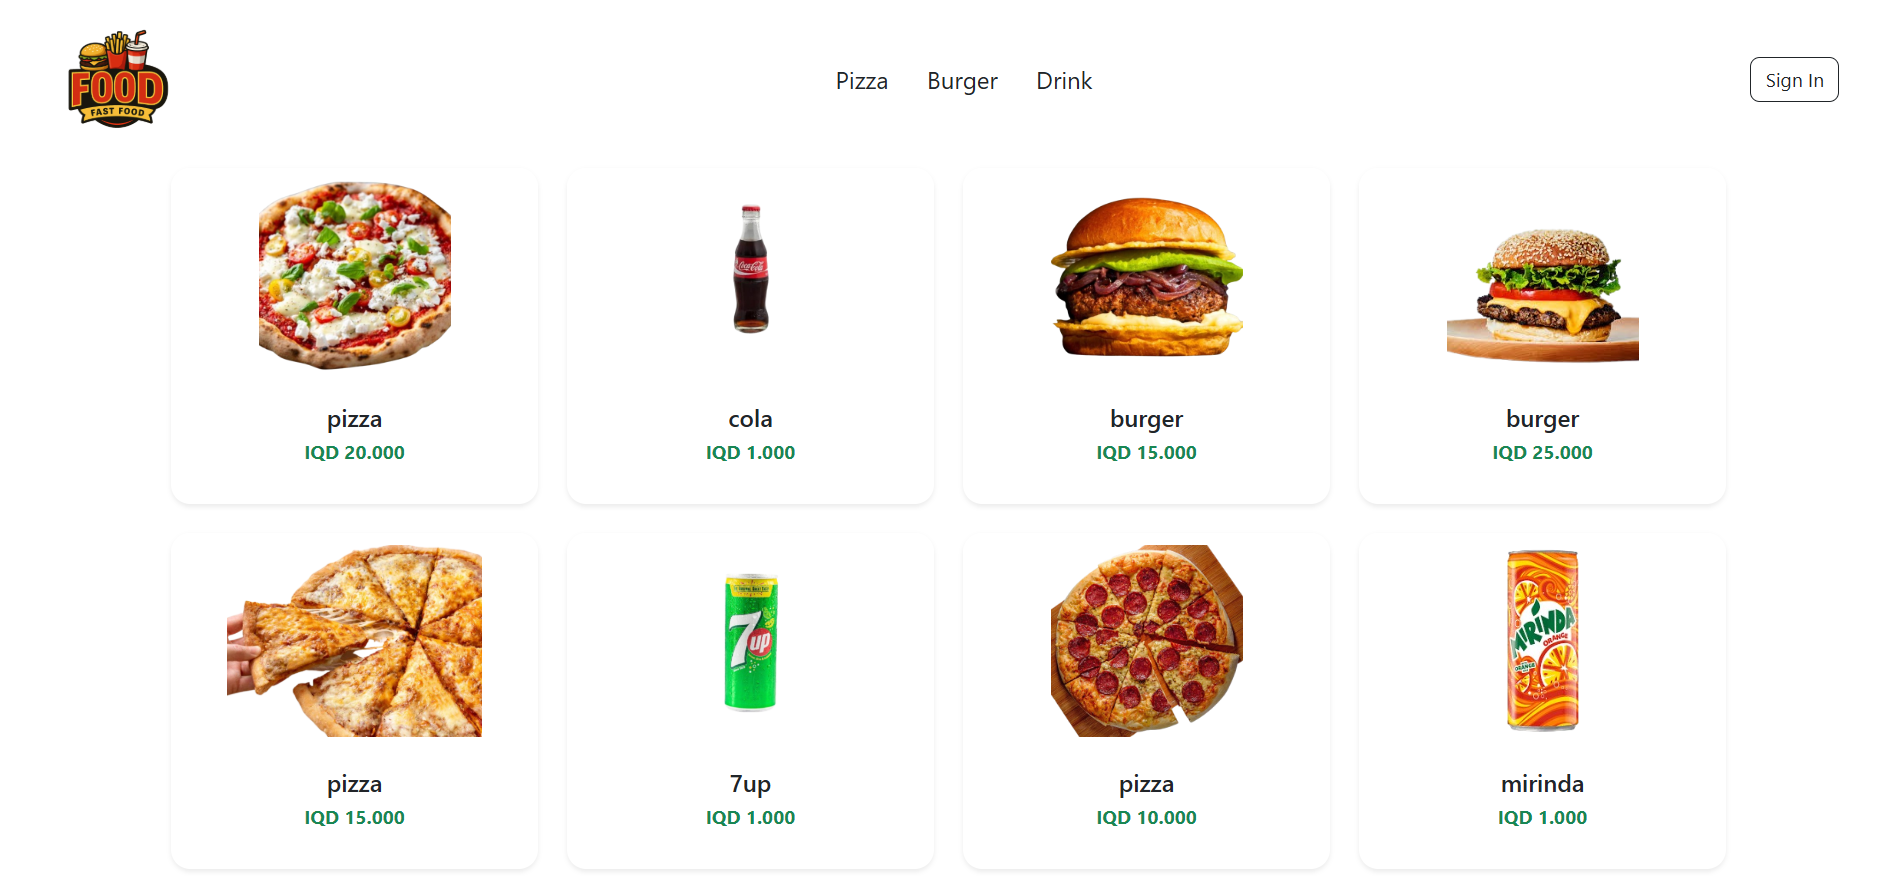 FOOD
FAST FOOD
Pizza
Burger
Drink
Sign In
Coca-Cola
pizza
IQD 20.000
cola
IQD 1.000
burger
IQD 15.000
burger
IQD 25.000
7up
MIRINDA
ORANGE
ORANGE
pizza
IQD 15.000
7up
IQD 1.000
pizza
IQD 10.000
mirinda
IQD 1.000